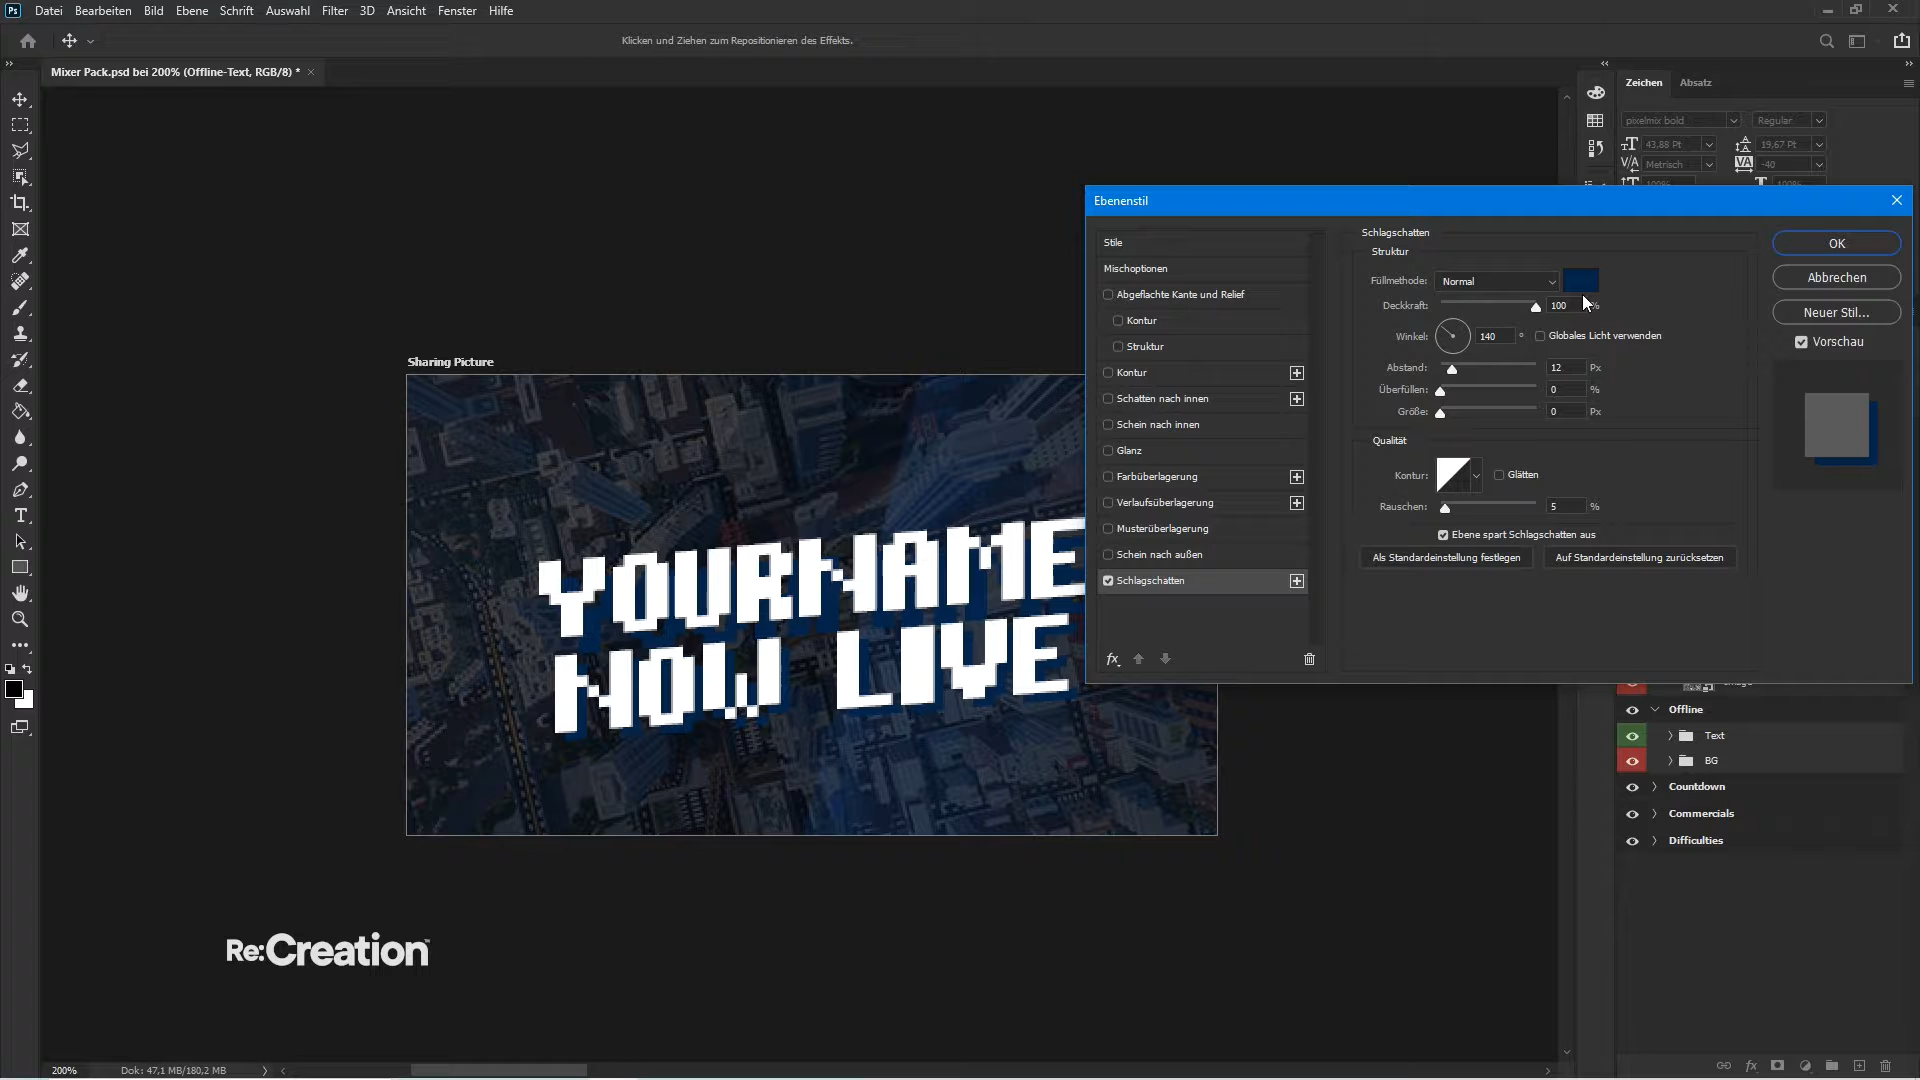 Ps Datei Bearbeiten Bild Ebene Schrift Auswahl Filter 3D Ansicht Fenster Hilfe
Klicken und Ziehen zum Repositionieren des Effekts.
Mixer Pack.psd bei 200% (Offline-Text, RGB/8) *
Zeichen Absatz
pixelmix bold Regular
43,88 Pt 19,67 Pt
Metrisch -40
100% 100%
Ebenenstil
Stile
Mischoptionen
Abgeflachte Kante und Relief
Kontur
Struktur
Kontur
Schatten nach innen
Schein nach innen
Glanz
Farbüberlagerung
Verlaufsüberlagerung
Musterüberlagerung
Schein nach außen
Schlagschatten
fx
Schlagschatten
Struktur
Füllmethode: Normal
Deckkraft: 100 %
Winkel: 140 ° Globales Licht verwenden
Abstand: 12 Px
Überfüllen: 0 %
Größe: 0 Px
Qualität
Kontur: Glätten
Rauschen: 5 %
Ebene spart Schlagschatten aus
Als Standardeinstellung festlegen Auf Standardeinstellung zurücksetzen
OK
Abbrechen
Neuer Stil...
Vorschau
Sharing Picture
YOURNAME
NOW LIVE
Offline
Text
BG
Countdown
Commercials
Difficulties
Re:Creation™
200% Dok: 47,1 MB/180,2 MB
fx